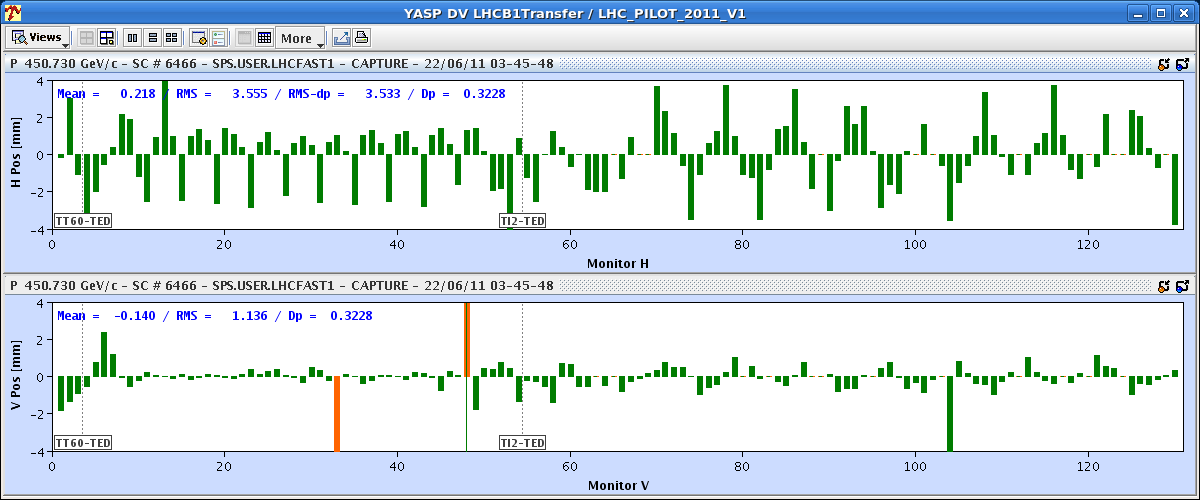 YASP DV LHCB1Transfer / LHC_PILOT_2011_V1
Views More
P 450.730 GeV/c - SC # 6466 - SPS.USER.LHCFAST1 - CAPTURE - 22/06/11 03-45-48
Mean = 0.218 / RMS = 3.555 / RMS-dp = 3.533 / Dp = 0.3228
H Pos [mm]
4
2
0
-2
-4
TT60-TED TI2-TED
0 20 40 60 80 100 120
Monitor H
P 450.730 GeV/c - SC # 6466 - SPS.USER.LHCFAST1 - CAPTURE - 22/06/11 03-45-48
Mean = -0.140 / RMS = 1.136 / Dp = 0.3228
V Pos [mm]
4
2
0
-2
-4
TT60-TED TI2-TED
0 20 40 60 80 100 120
Monitor V